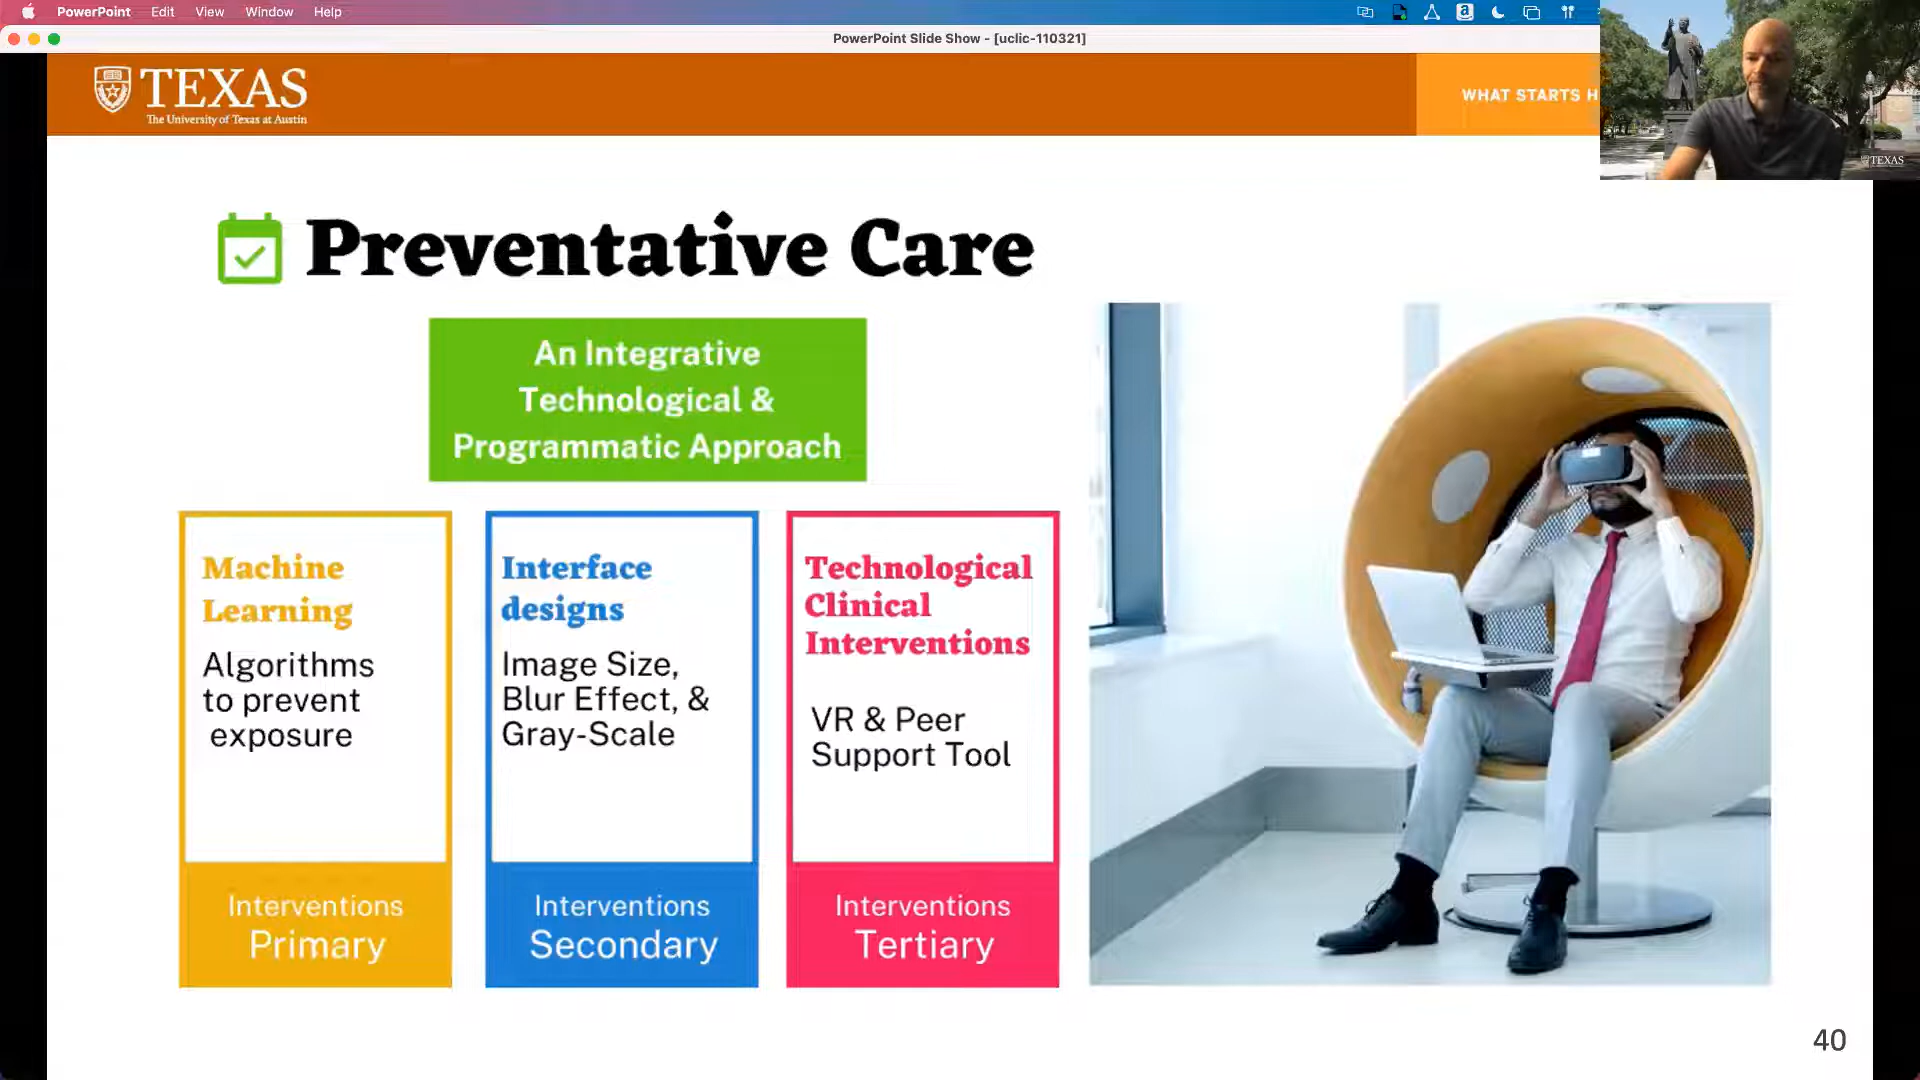 PowerPoint Edit View Window Help
PowerPoint Slide Show - [uclic-110321]
TEXAS
The University of Texas at Austin
WHAT STARTS H
TEXAS
Preventative Care
An Integrative
Technological &
Programmatic Approach
Machine
Learning
Algorithms
to prevent
exposure
Interventions
Primary
Interface
designs
Image Size,
Blur Effect, &
Gray-Scale
Interventions
Secondary
Technological
Clinical
Interventions
VR & Peer
Support Tool
Interventions
Tertiary
40